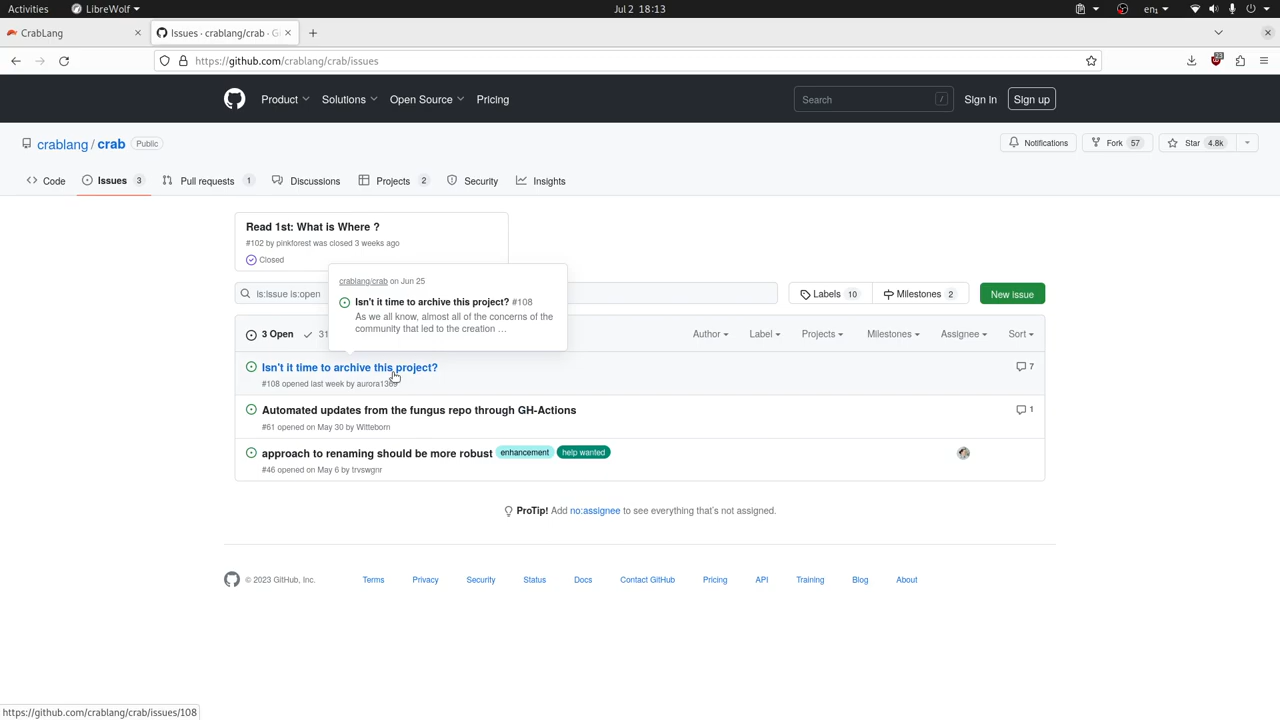 Activities LibreWolf Jul 2 18:13 en1
CrabLang Issues · crablang/crab · G
https://github.com/crablang/crab/issues 23
Product Solutions Open Source Pricing Search / Sign in Sign up
crablang / crab Public Notifications Fork 57 Star 4.8k
Code Issues 3 Pull requests 1 Discussions Projects 2 Security Insights
Read 1st: What is Where ?
#102 by pinkforest was closed 3 weeks ago
Closed
crablang/crab on Jun 25
Isn't it time to archive this project? #108
As we all know, almost all of the concerns of the
community that led to the creation …
is:issue is:open Labels 10 Milestones 2 New issue
3 Open 31 Author Label Projects Milestones Assignee Sort
Isn't it time to archive this project? 7
#108 opened last week by aurora1369
Automated updates from the fungus repo through GH-Actions 1
#61 opened on May 30 by Witteborn
approach to renaming should be more robust enhancement help wanted
#46 opened on May 6 by trvswgnr
ProTip! Add no:assignee to see everything that's not assigned.
© 2023 GitHub, Inc. Terms Privacy Security Status Docs Contact GitHub Pricing API Training Blog About
https://github.com/crablang/crab/issues/108